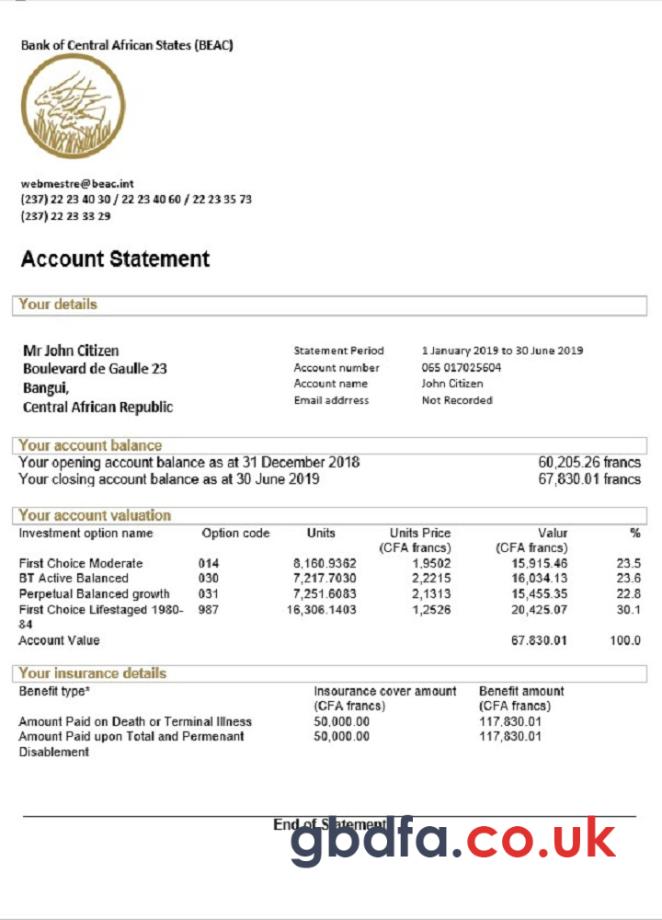 Bank of Central African States (BEAC)
webmestre@beac.int
(237) 22 23 40 30 / 22 23 40 60 / 22 23 35 73
(237) 22 23 33 29
Account Statement
Your details
Mr John Citizen
Boulevard de Gaulle 23
Bangui,
Central African Republic
Statement Period 1 January 2019 to 30 June 2019
Account number 065 017025604
Account name John Citizen
Email addrress Not Recorded
Your account balance
Your opening account balance as at 31 December 2018 60,205.26 francs
Your closing account balance as at 30 June 2019 67,830.01 francs
Your account valuation
Investment option name Option code Units Units Price Valur %
(CFA francs) (CFA francs)
First Choice Moderate 014 8,160.9362 1,9502 15,915.46 23.5
BT Active Balanced 030 7,217.7030 2,2215 16,034.13 23.6
Perpetual Balanced growth 031 7,251.6083 2,1313 15,455.35 22.8
First Choice Lifestaged 1980- 987 16,306.1403 1,2526 20,425.07 30.1
84
Account Value 67.830.01 100.0
Your insurance details
Benefit type* Insourance cover amount Benefit amount
(CFA francs) (CFA francs)
Amount Paid on Death or Terminal Illness 50,000.00 117,830.01
Amount Paid upon Total and Permenant 50,000.00 117,830.01
Disablement
End of Statement
gbdfa.co.uk